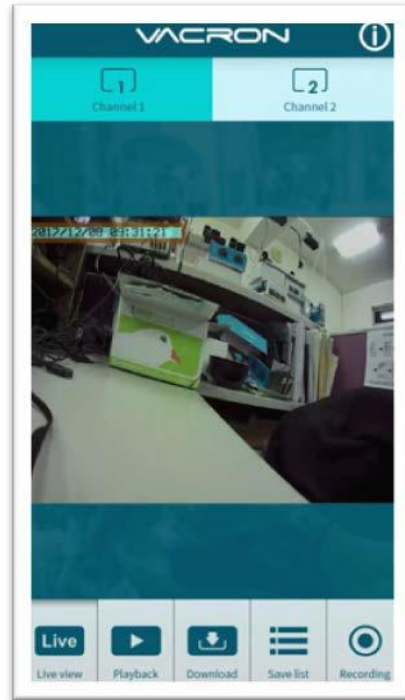 VACRON
1
Channel 1
2
Channel 2
2017/12/08 09:31:21
Live
Live view
Playback
Download
Save list
Recording